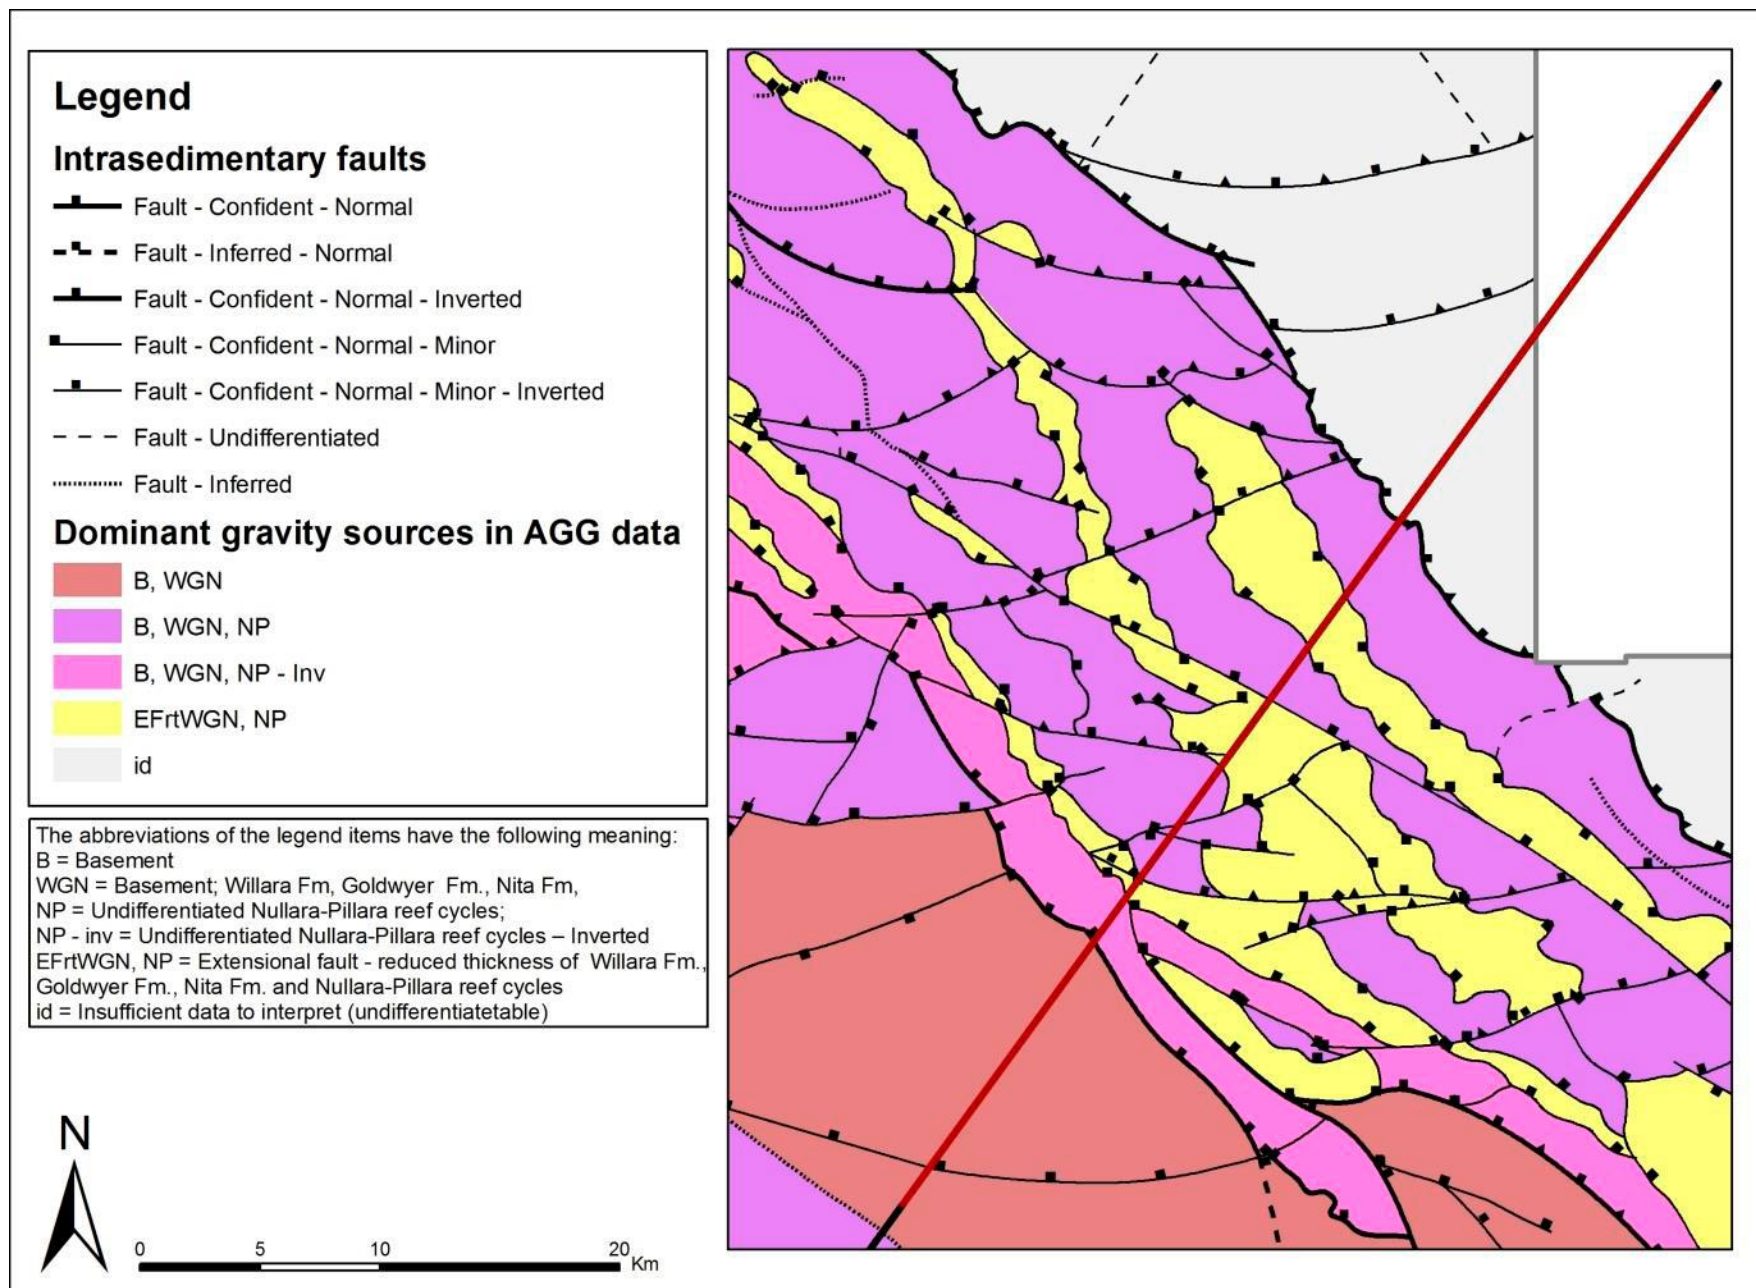 Legend
Intrasedimentary faults
Fault - Confident - Normal
Fault - Inferred - Normal
Fault - Confident - Normal - Inverted
Fault - Confident - Normal - Minor
Fault - Confident - Normal - Minor - Inverted
Fault - Undifferentiated
Fault - Inferred
Dominant gravity sources in AGG data
B, WGN
B, WGN, NP
B, WGN, NP - Inv
EFrtWGN, NP
id
The abbreviations of the legend items have the following meaning:
B = Basement
WGN = Basement; Willara Fm, Goldwyer Fm., Nita Fm,
NP = Undifferentiated Nullara-Pillara reef cycles;
NP - inv = Undifferentiated Nullara-Pillara reef cycles – Inverted
EFrtWGN, NP = Extensional fault - reduced thickness of Willara Fm.,
Goldwyer Fm., Nita Fm. and Nullara-Pillara reef cycles
id = Insufficient data to interpret (undifferentiatetable)
N
0 5 10 20
Km